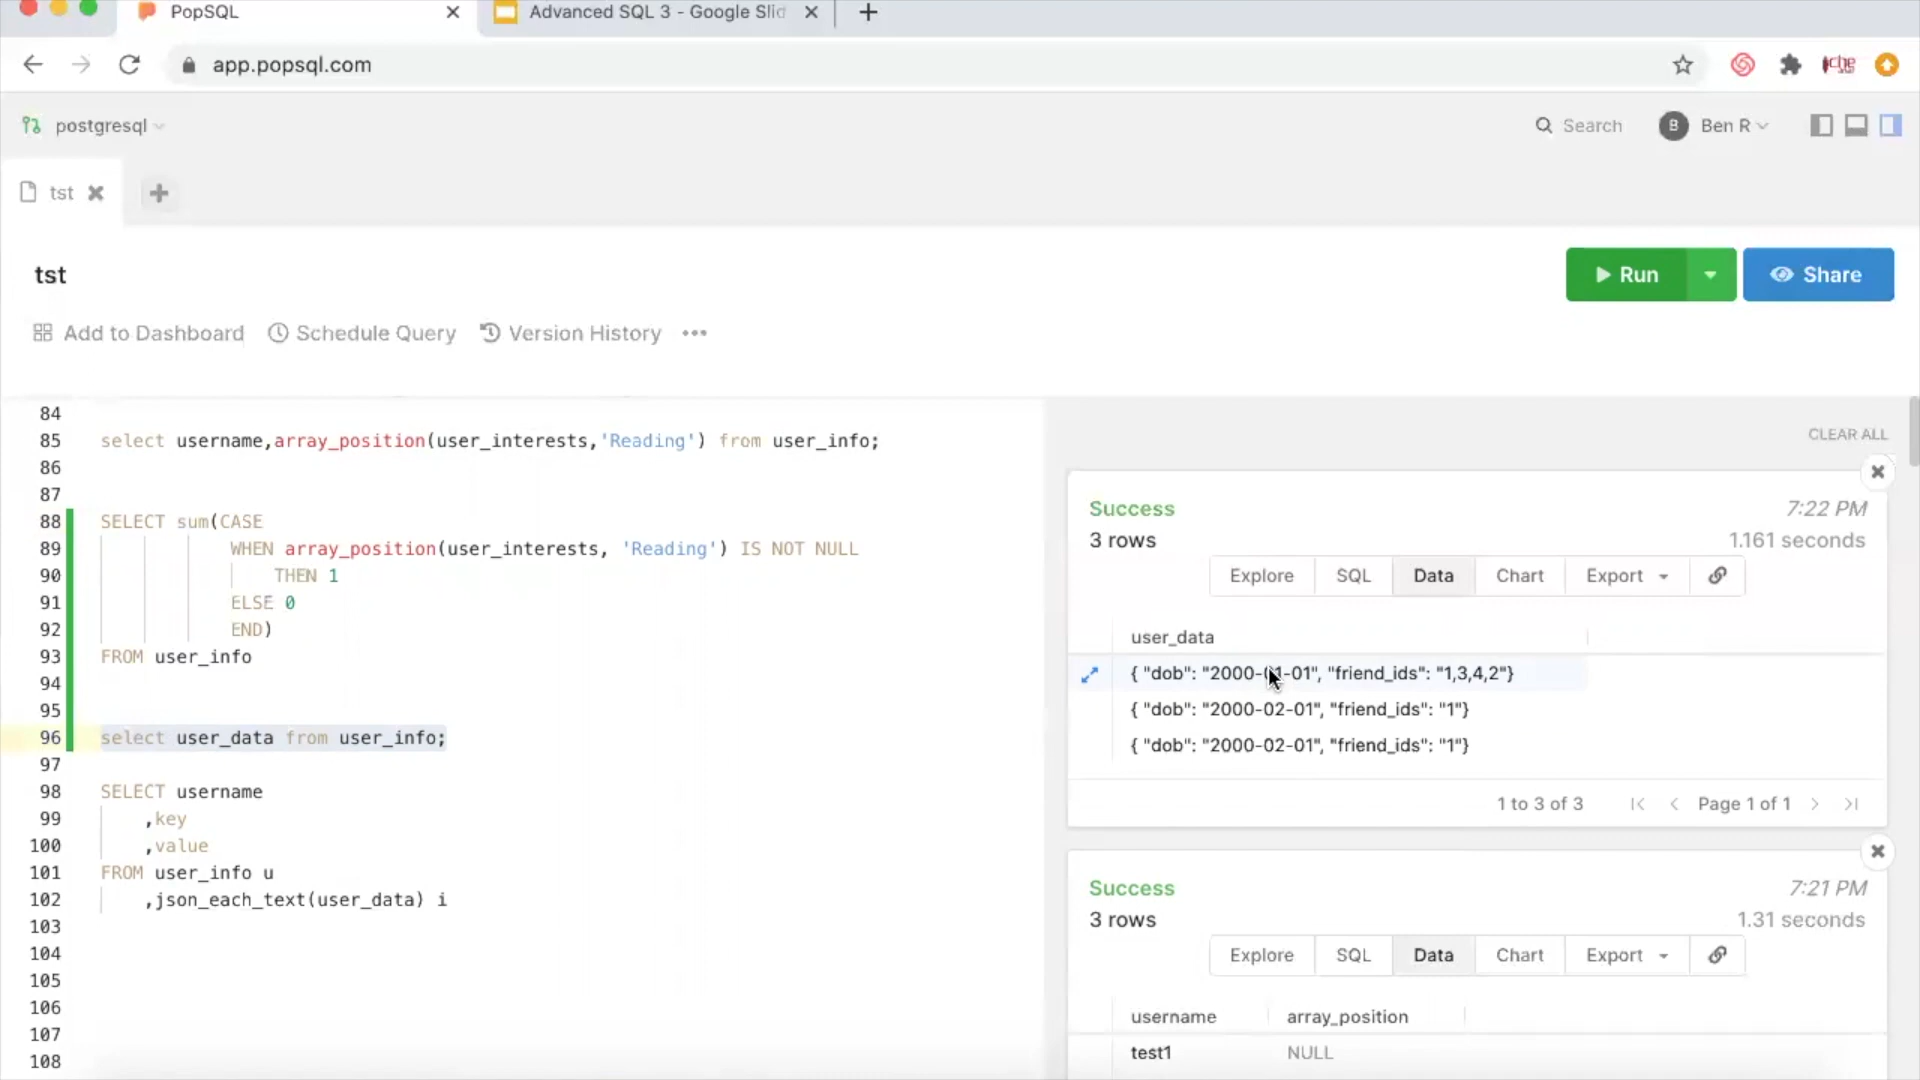 PopSQL
Advanced SQL 3 - Google Slid
app.popsql.com
postgresql
Search
B
Ben R
tst
tst
Run
Share
Add to Dashboard
Schedule Query
Version History
84
85 select username,array_position(user_interests,'Reading') from user_info;
86
87
88 SELECT sum(CASE
89 WHEN array_position(user_interests, 'Reading') IS NOT NULL
90 THEN 1
91 ELSE 0
92 END)
93 FROM user_info
94
95
96 select user_data from user_info;
97
98 SELECT username
99 ,key
100 ,value
101 FROM user_info u
102 ,json_each_text(user_data) i
103
104
105
106
107
108
CLEAR ALL
Success 7:22 PM
3 rows 1.161 seconds
Explore SQL Data Chart Export
user_data
{ "dob": "2000-01-01", "friend_ids": "1,3,4,2"}
{ "dob": "2000-02-01", "friend_ids": "1"}
{ "dob": "2000-02-01", "friend_ids": "1"}
1 to 3 of 3 Page 1 of 1
Success 7:21 PM
3 rows 1.31 seconds
Explore SQL Data Chart Export
username array_position
test1 NULL